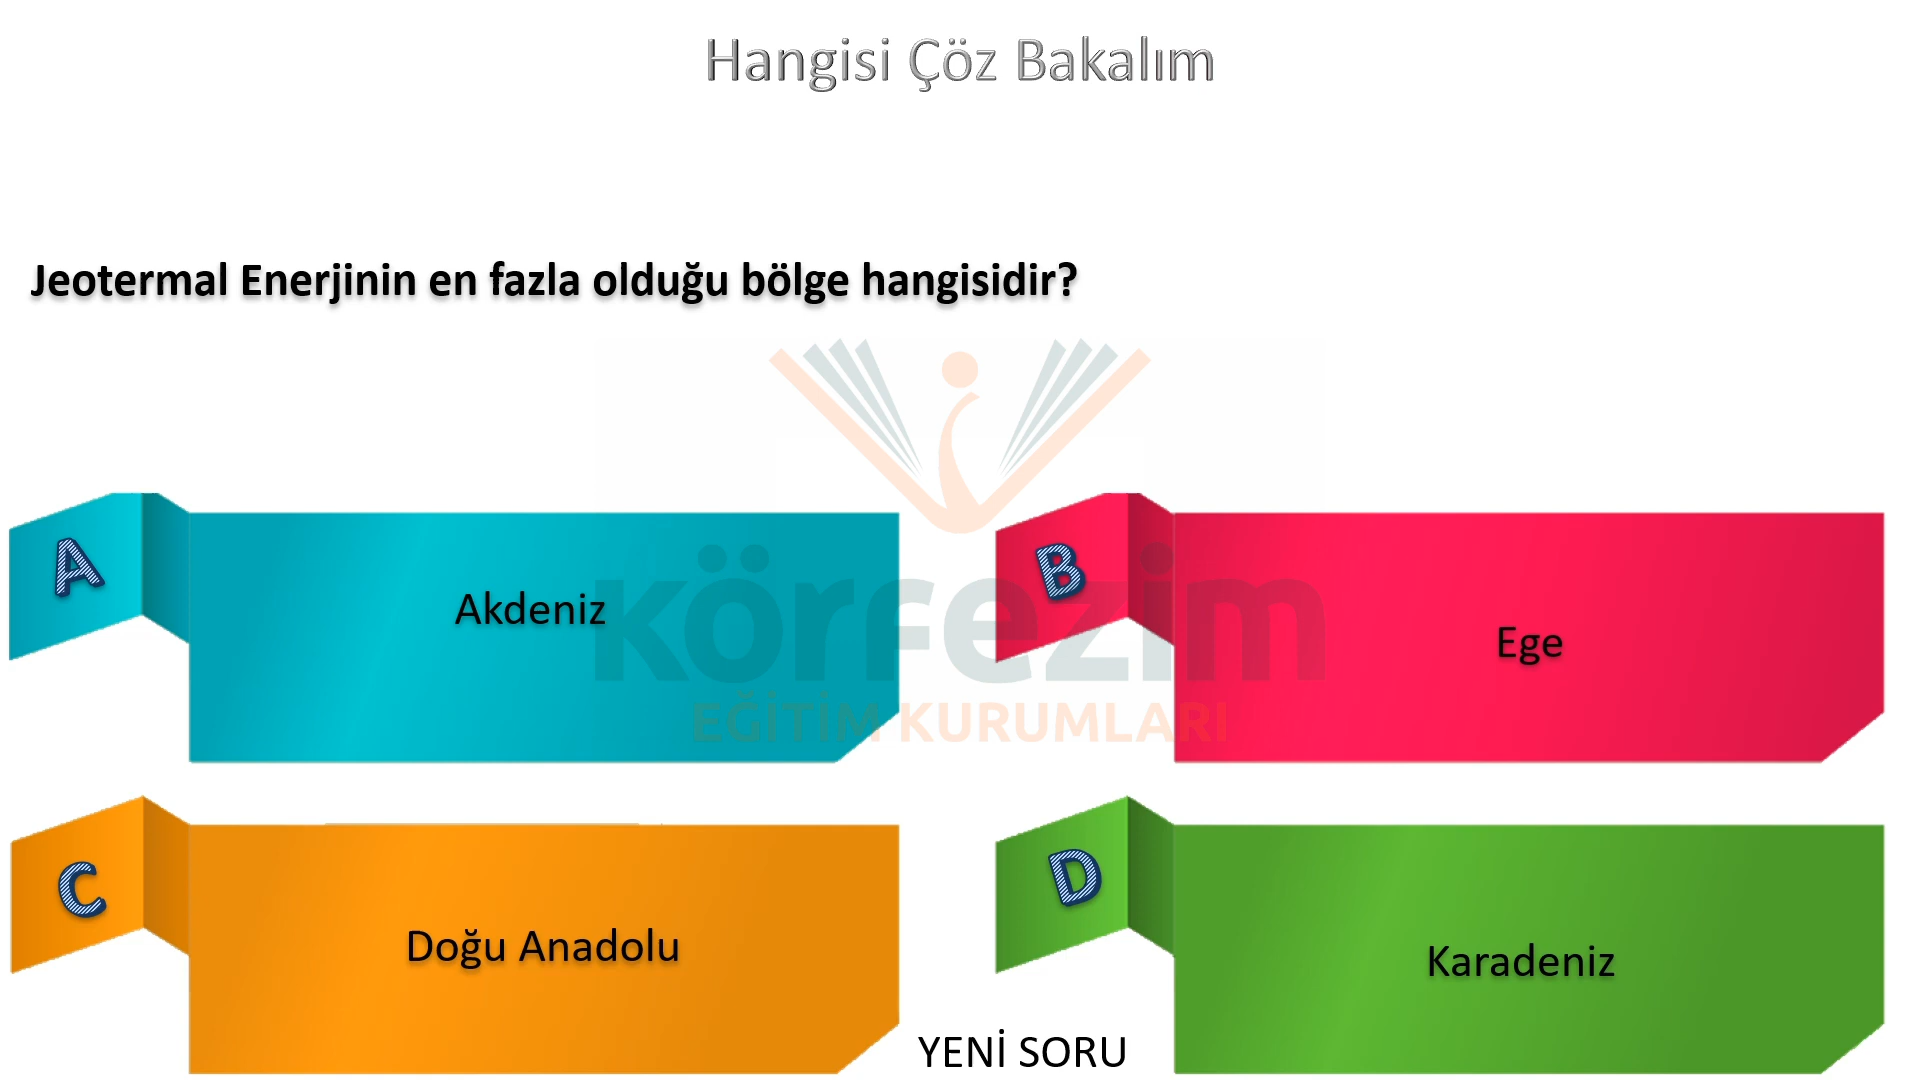 Hangisi Çöz Bakalım
Jeotermal Enerjinin en fazla olduğu bölge hangisidir?
A
Akdeniz
B
Ege
körfezim
EĞİTİM KURUMLARI
C
Doğu Anadolu
D
Karadeniz
YENİ SORU